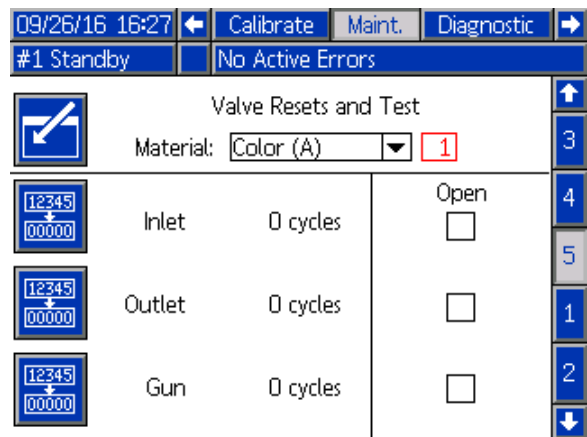 09/26/16 16:27 Calibrate Maint. Diagnostic
#1 Standby No Active Errors
Valve Resets and Test
Material: Color (A) 1
3
12345
00000
Inlet 0 cycles
Open
4
5
12345
00000
Outlet 0 cycles
1
12345
00000
Gun 0 cycles
2